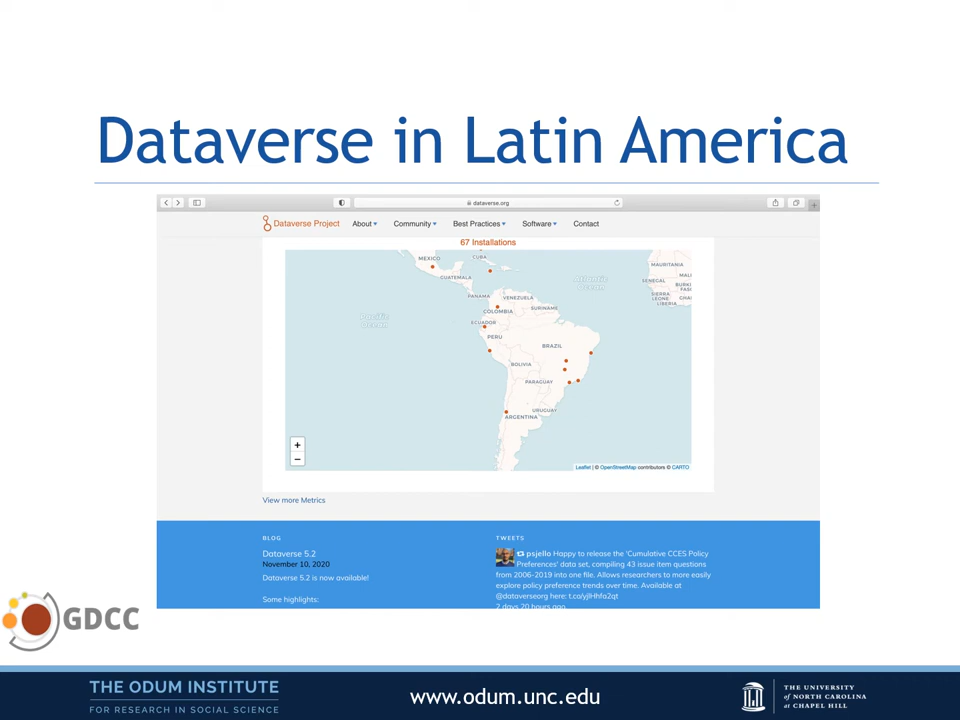 Dataverse in Latin America
dataverse.org
Dataverse Project About Community Best Practices Software Contact
67 Installations
MEXICO
CUBA
GUATEMALA
PANAMA
VENEZUELA
COLOMBIA
SURINAME
ECUADOR
PERU
BRAZIL
BOLIVIA
PARAGUAY
URUGUAY
ARGENTINA
Pacific
Ocean
Atlantic
Ocean
MAURITANIA
MALI
SENEGAL
SIERRA
LEONE
LIBERIA
+
−
Leaflet | © OpenStreetMap contributors © CARTO
View more Metrics
BLOG
Dataverse 5.2
November 10, 2020
Dataverse 5.2 is now available!
Some highlights:
TWEETS
psjello Happy to release the 'Cumulative CCES Policy
Preferences' data set, compiling 43 issue item questions
from 2006-2019 into one file. Allows researchers to more easily
explore policy preference trends over time. Available at
@dataverseorg here: t.co/yJlHhfa2qt
2 days 20 hours ago
GDCC
THE ODUM INSTITUTE
FOR RESEARCH IN SOCIAL SCIENCE
www.odum.unc.edu
THE UNIVERSITY
of NORTH CAROLINA
at CHAPEL HILL